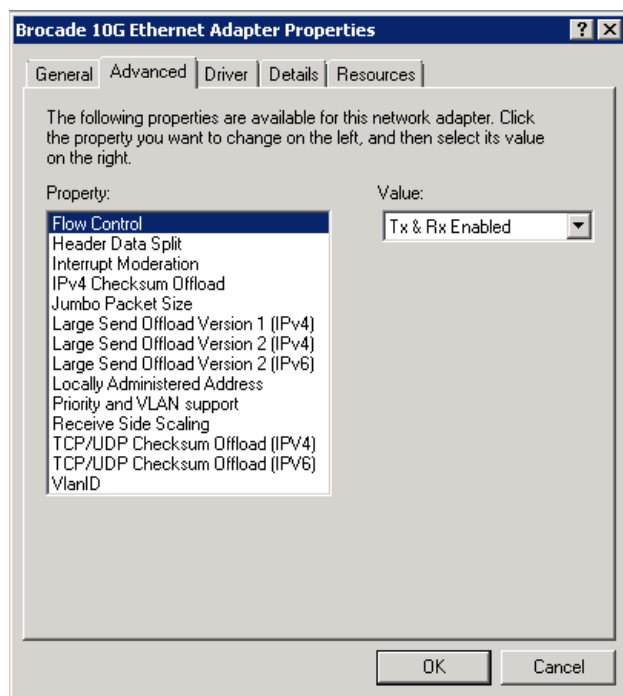 Brocade 10G Ethernet Adapter Properties
General Advanced Driver Details Resources
The following properties are available for this network adapter. Click
the property you want to change on the left, and then select its value
on the right.
Property:
Value:
Flow Control
Tx & Rx Enabled
Header Data Split
Interrupt Moderation
IPv4 Checksum Offload
Jumbo Packet Size
Large Send Offload Version 1 (IPv4)
Large Send Offload Version 2 (IPv4)
Large Send Offload Version 2 (IPv6)
Locally Administered Address
Priority and VLAN support
Receive Side Scaling
TCP/UDP Checksum Offload (IPV4)
TCP/UDP Checksum Offload (IPV6)
VlanID
OK
Cancel